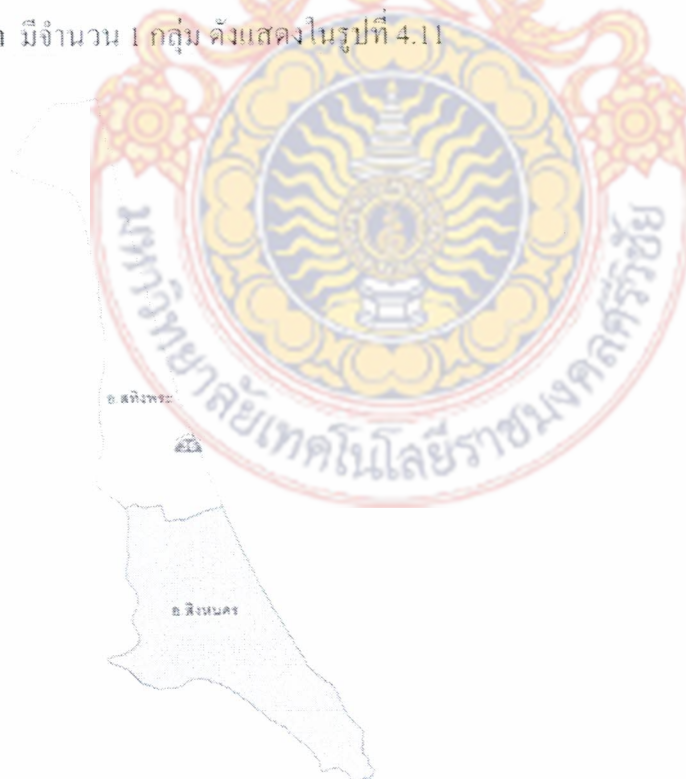 มีจำนวน 1 กลุ่ม ดังแสดงในรูปที่ 4.11
มหาวิทยาลัยเทคโนโลยีราชมงคลศรีวิชัย
อ.สทิงพระ
อ.สิงหนคร